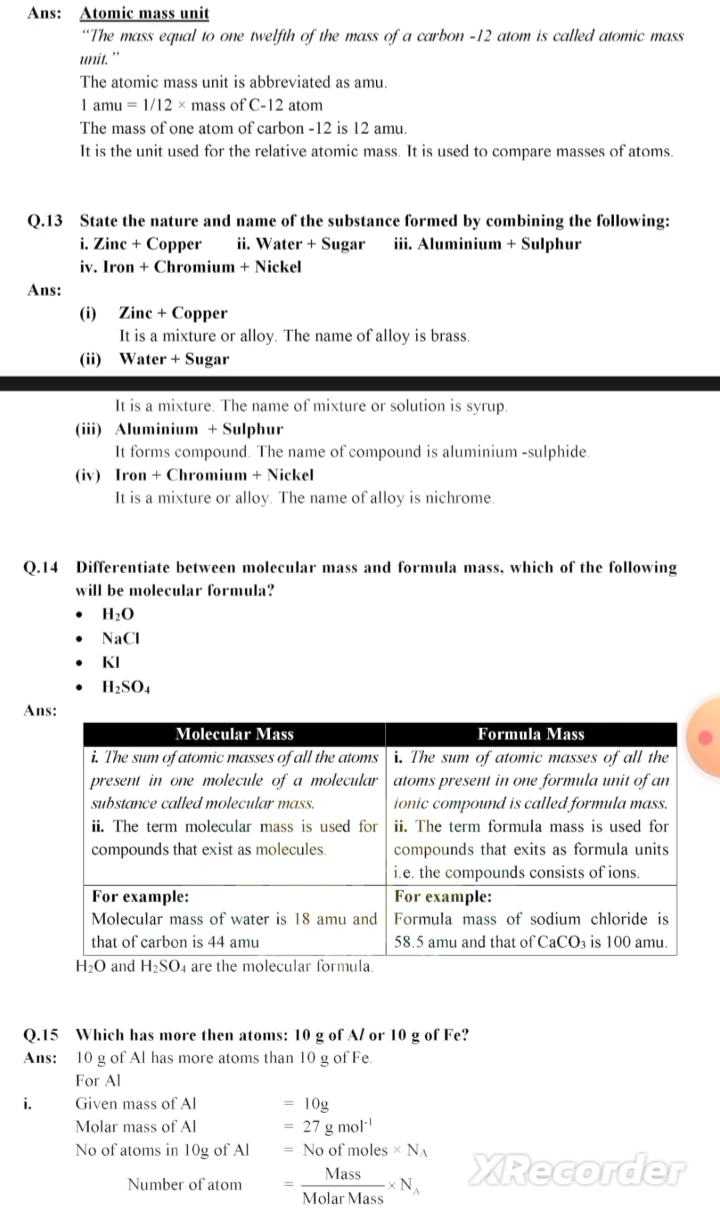 Ans: Atomic mass unit
“The mass equal to one twelfth of the mass of a carbon -12 atom is called atomic mass
unit.”
The atomic mass unit is abbreviated as amu.
1 amu = 1/12 × mass of C-12 atom
The mass of one atom of carbon -12 is 12 amu.
It is the unit used for the relative atomic mass. It is used to compare masses of atoms.
Q.13 State the nature and name of the substance formed by combining the following:
i. Zinc + Copper ii. Water + Sugar iii. Aluminium + Sulphur
iv. Iron + Chromium + Nickel
Ans:
(i) Zinc + Copper
It is a mixture or alloy. The name of alloy is brass.
(ii) Water + Sugar
It is a mixture. The name of mixture or solution is syrup.
(iii) Aluminium + Sulphur
It forms compound. The name of compound is aluminium -sulphide.
(iv) Iron + Chromium + Nickel
It is a mixture or alloy. The name of alloy is nichrome.
Q.14 Differentiate between molecular mass and formula mass, which of the following
will be molecular formula?
• H₂O
• NaCl
• KI
• H₂SO₄
Ans:
Molecular Mass
i. The sum of atomic masses of all the atoms
present in one molecule of a molecular
substance called molecular mass.
ii. The term molecular mass is used for
compounds that exist as molecules.
For example:
Molecular mass of water is 18 amu and
that of carbon is 44 amu
Formula Mass
i. The sum of atomic masses of all the
atoms present in one formula unit of an
ionic compound is called formula mass.
ii. The term formula mass is used for
compounds that exits as formula units
i.e. the compounds consists of ions.
For example:
Formula mass of sodium chloride is
58.5 amu and that of CaCO₃ is 100 amu.
H₂O and H₂SO₄ are the molecular formula.
Q.15 Which has more then atoms: 10 g of Al or 10 g of Fe?
Ans: 10 g of Al has more atoms than 10 g of Fe.
For Al
i. Given mass of Al = 10g
Molar mass of Al = 27 g mol⁻¹
No of atoms in 10g of Al = No of moles × N_A
Number of atom = Mass / Molar Mass × N_A
XRecorder